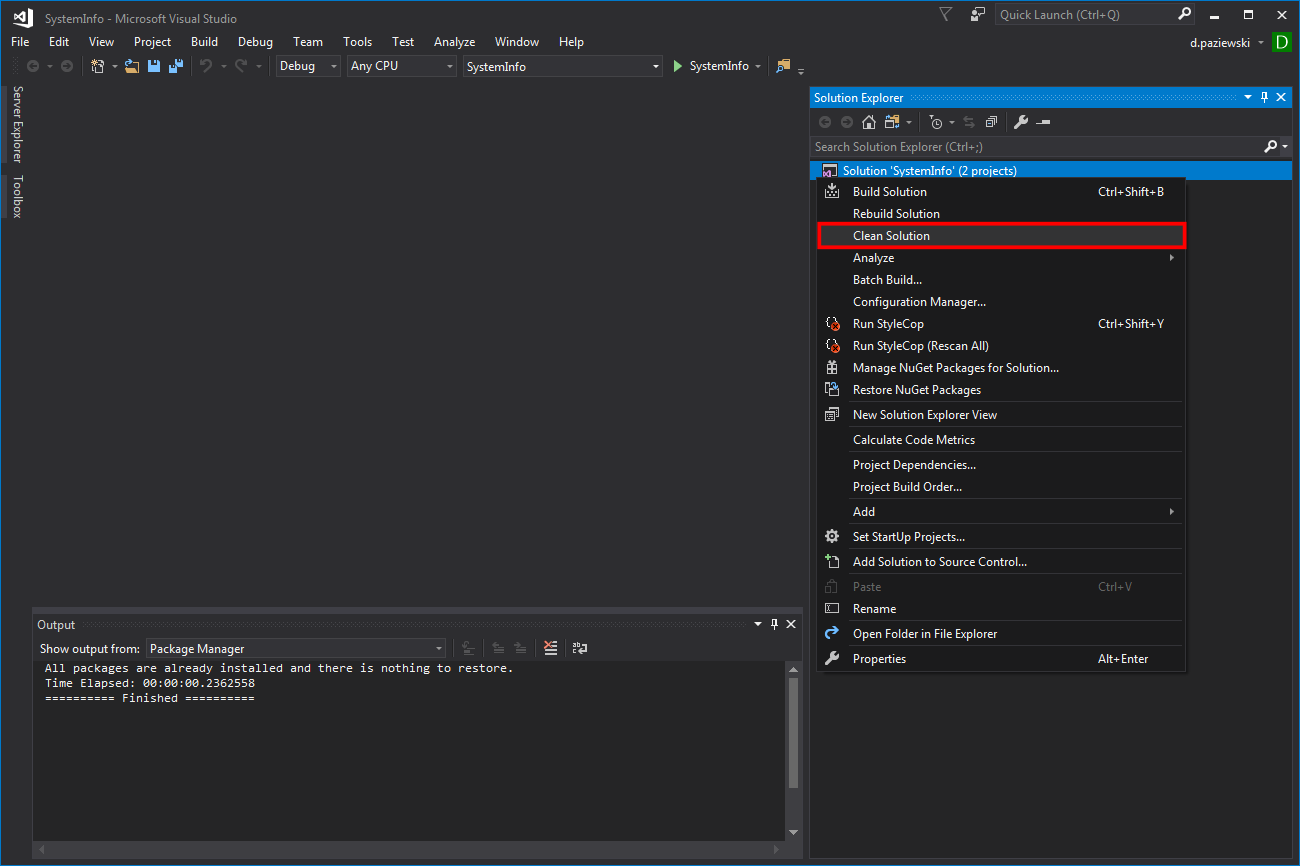 SystemInfo - Microsoft Visual Studio
Quick Launch (Ctrl+Q)
File Edit View Project Build Debug Team Tools Test Analyze Window Help
d.paziewski D
Debug Any CPU SystemInfo SystemInfo
Server Explorer
Toolbox
Solution Explorer
Search Solution Explorer (Ctrl+;)
Solution 'SystemInfo' (2 projects)
Build Solution Ctrl+Shift+B
Rebuild Solution
Clean Solution
Analyze
Batch Build...
Configuration Manager...
Run StyleCop Ctrl+Shift+Y
Run StyleCop (Rescan All)
Manage NuGet Packages for Solution...
Restore NuGet Packages
New Solution Explorer View
Calculate Code Metrics
Project Dependencies...
Project Build Order...
Add
Set StartUp Projects...
Add Solution to Source Control...
Paste Ctrl+V
Rename
Open Folder in File Explorer
Properties Alt+Enter
Output
Show output from: Package Manager
All packages are already installed and there is nothing to restore.
Time Elapsed: 00:00:00.2362558
========== Finished ==========